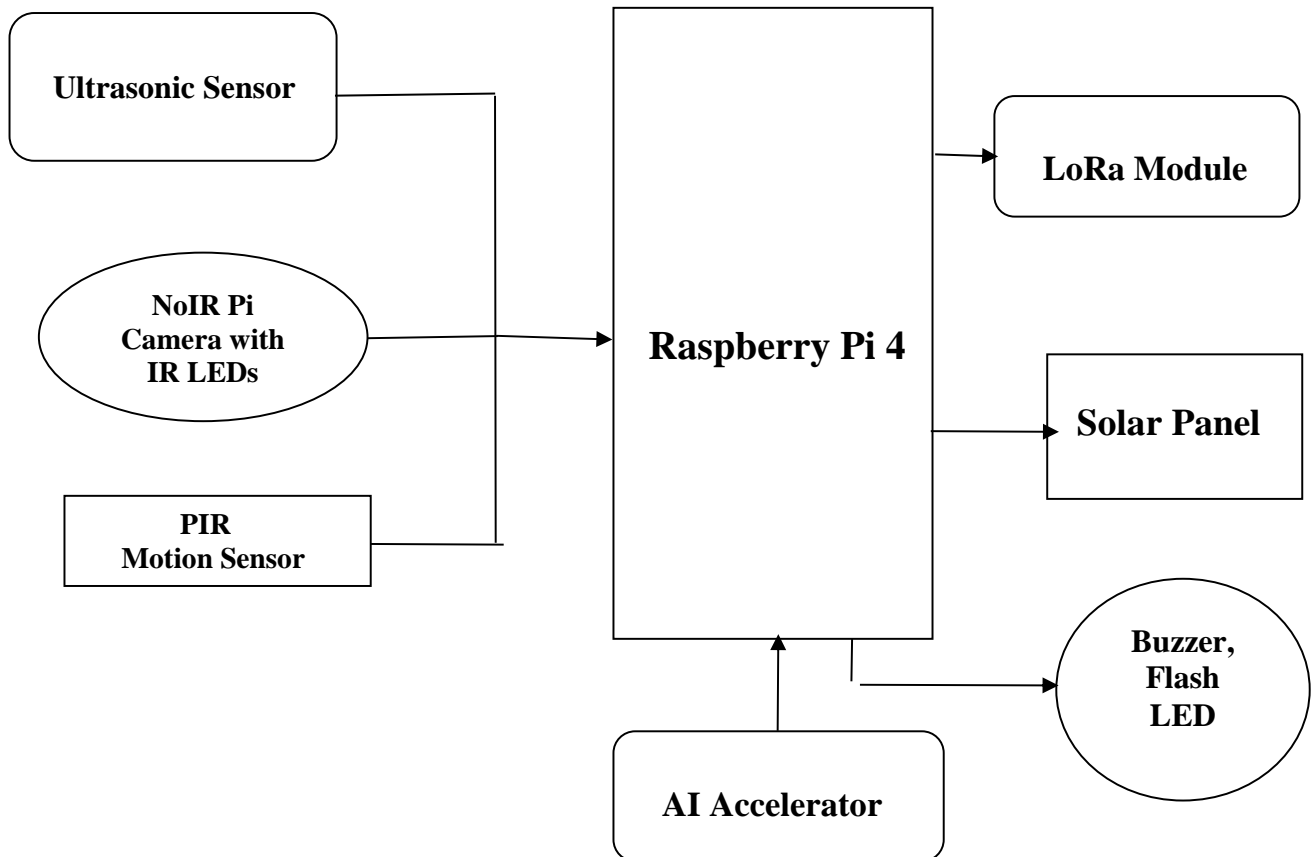 Ultrasonic Sensor
LoRa Module
NoIR Pi
Camera with
IR LEDs
Raspberry Pi 4
Solar Panel
PIR
Motion Sensor
Buzzer,
Flash
LED
AI Accelerator